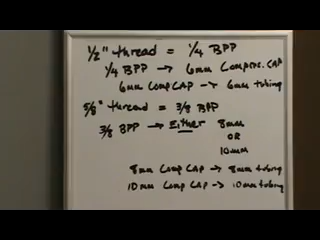 1/2" thread = 1/4 BPP
1/4 BPP → 6mm Compres. CAP
6mm Comp CAP → 6mm tubing
5/8" thread = 3/8 BPP
3/8 BPP → Either 8mm
OR
10mm
8mm Comp CAP → 8mm tubing
10mm Comp CAP → 10mm tubing